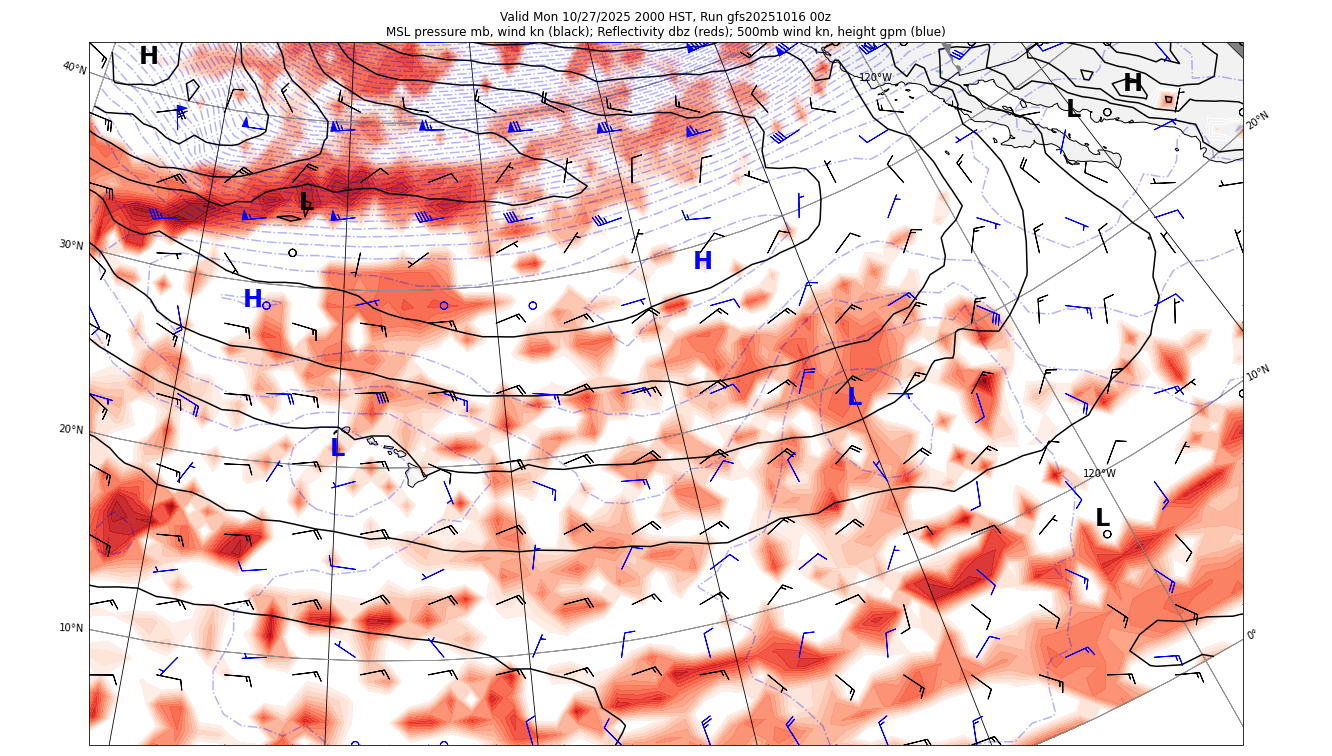 Valid Mon 10/27/2025 2000 HST, Run gfs20251016 00z
MSL pressure mb, wind kn (black); Reflectivity dbz (reds); 500mb wind kn, height gpm (blue)
H
40°N
120°W
H
L
20°N
L
30°N
H
H
10°N
L
20°N
L
120°W
L
10°N
0°